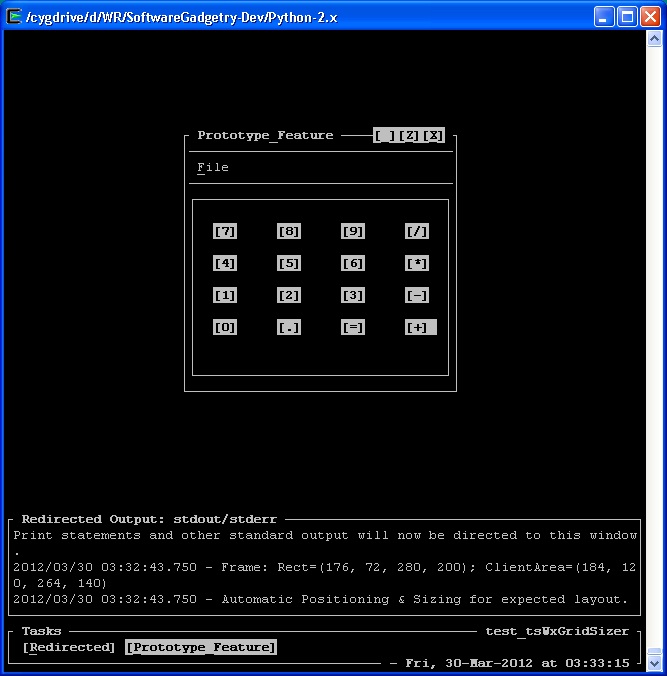 /cygdrive/d/WR/SoftwareGadgetry-Dev/Python-2.x
Prototype_Feature [_][Z][X]
File
[7] [8] [9] [/]
[4] [5] [6] [*]
[1] [2] [3] [-]
[0] [.] [=] [+]
Redirected Output: stdout/stderr
Print statements and other standard output will now be directed to this window
.
2012/03/30 03:32:43.750 - Frame: Rect=(176, 72, 280, 200); ClientArea=(184, 12
0, 264, 140)
2012/03/30 03:32:43.750 - Automatic Positioning & Sizing for expected layout.
Tasks test_tsWxGridSizer
[Redirected] [Prototype_Feature]
- Fri, 30-Mar-2012 at 03:33:15